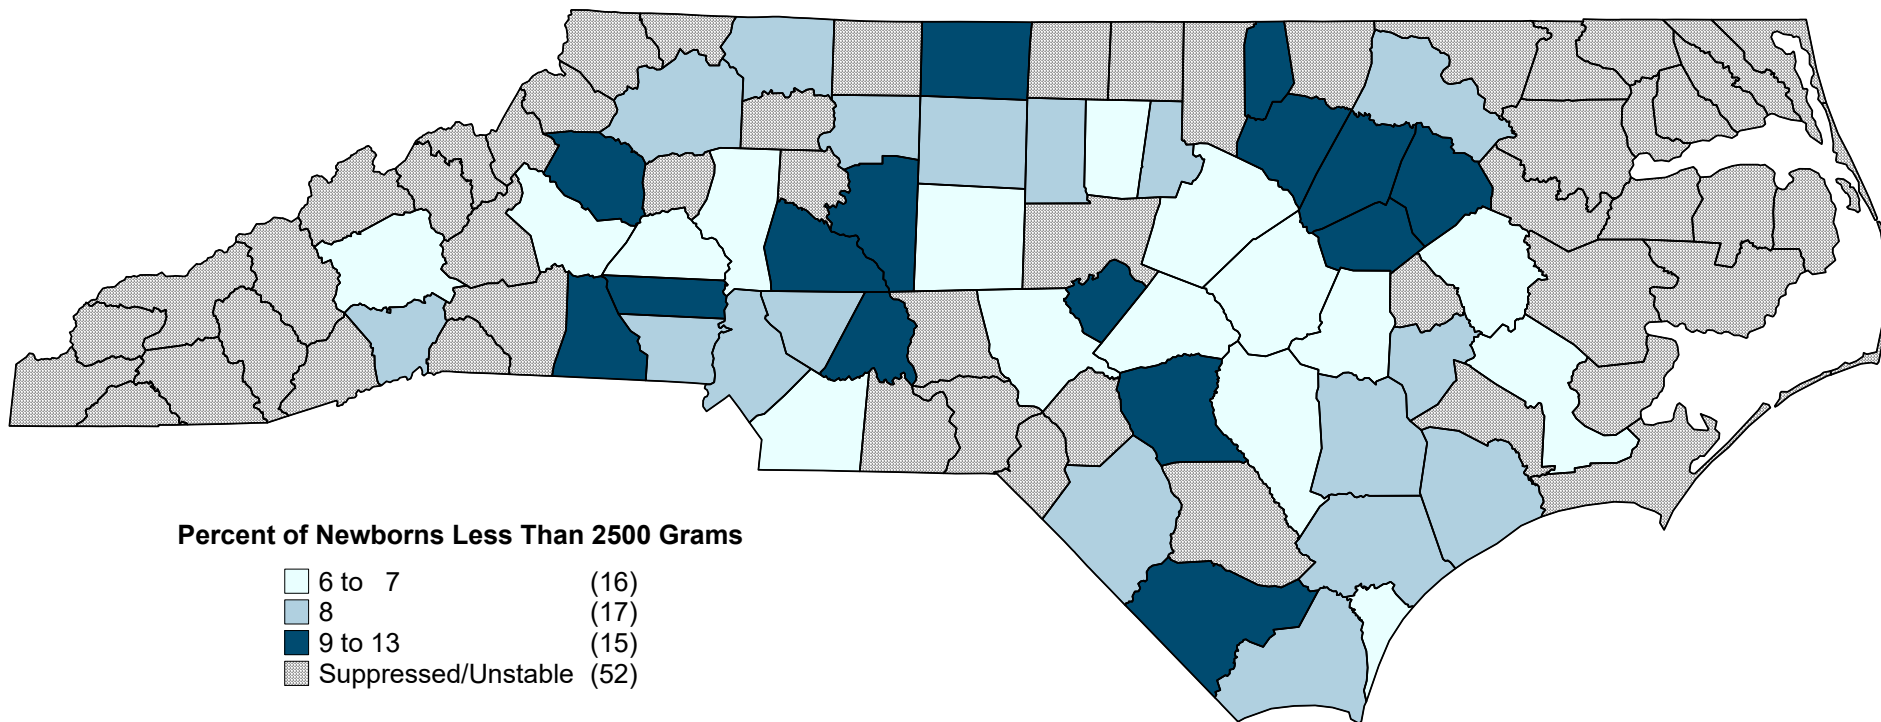 Percent of Newborns Less Than 2500 Grams
6 to 7 (16)
8 (17)
9 to 13 (15)
Suppressed/Unstable (52)